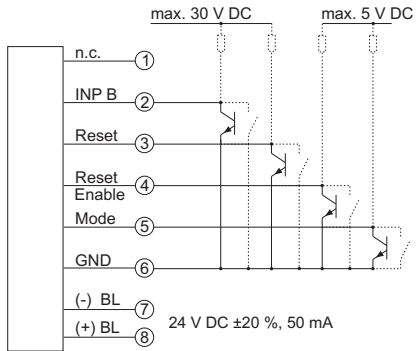 max. 30 V DC
max. 5 V DC
n.c.
1
INP B
2
Reset
3
Reset
Enable
4
Mode
5
GND
6
(-) BL
7
24 V DC ±20 %, 50 mA
(+) BL
8